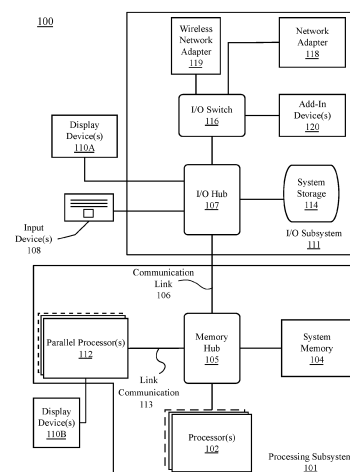 100
Wireless
Network
Adapter
119
Network
Adapter
118
I/O Switch
116
Add-In
Device(s)
120
Display
Device(s)
110A
I/O Hub
107
System
Storage
114
Input
Device(s)
108
I/O Subsystem
111
Communication
Link
106
Parallel Processor(s)
112
Memory
Hub
105
System
Memory
104
Link
Communication
113
Display
Device(s)
110B
Processor(s)
102
Processing Subsystem
101